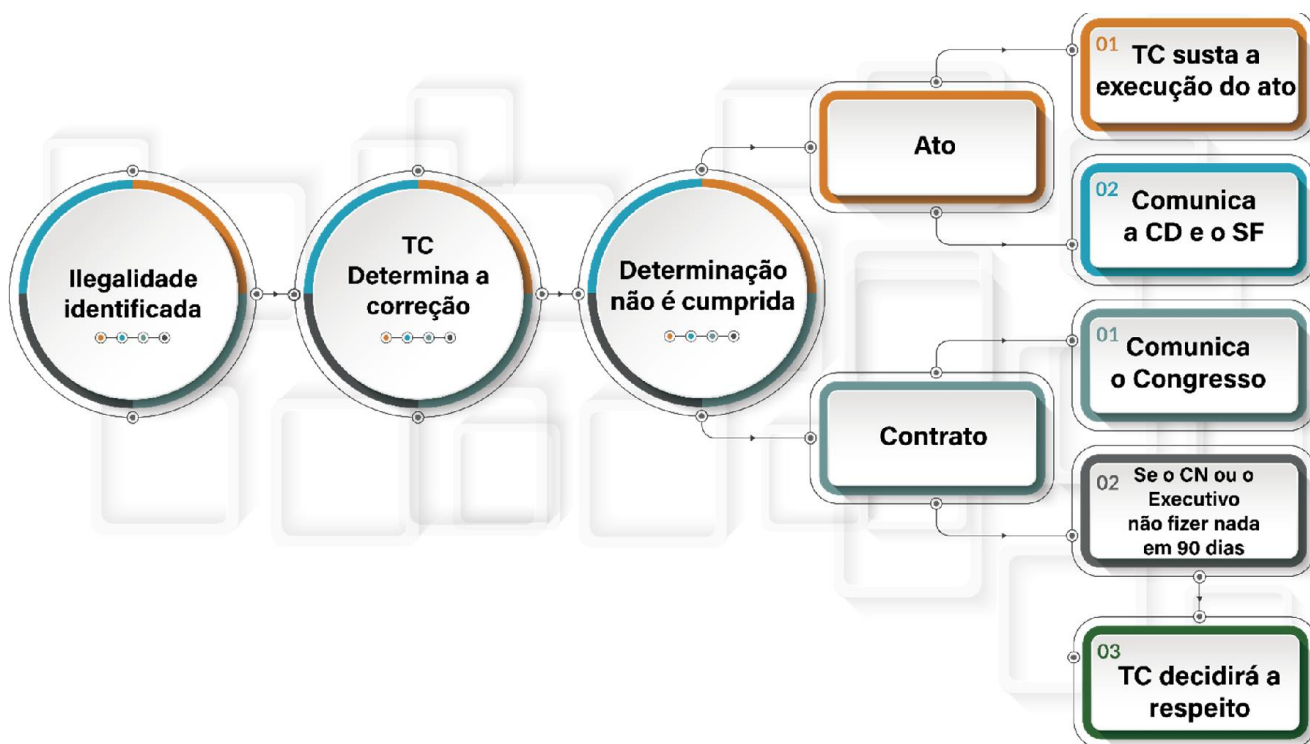 Ilegalidade
identificada
TC
Determina a
correção
Determinação
não é cumprida
Ato
01
TC susta a
execução do ato
02
Comunica
a CD e o SF
Contrato
01
Comunica
o Congresso
02
Se o CN ou o
Executivo
não fizer nada
em 90 dias
03
TC decidirá a
respeito